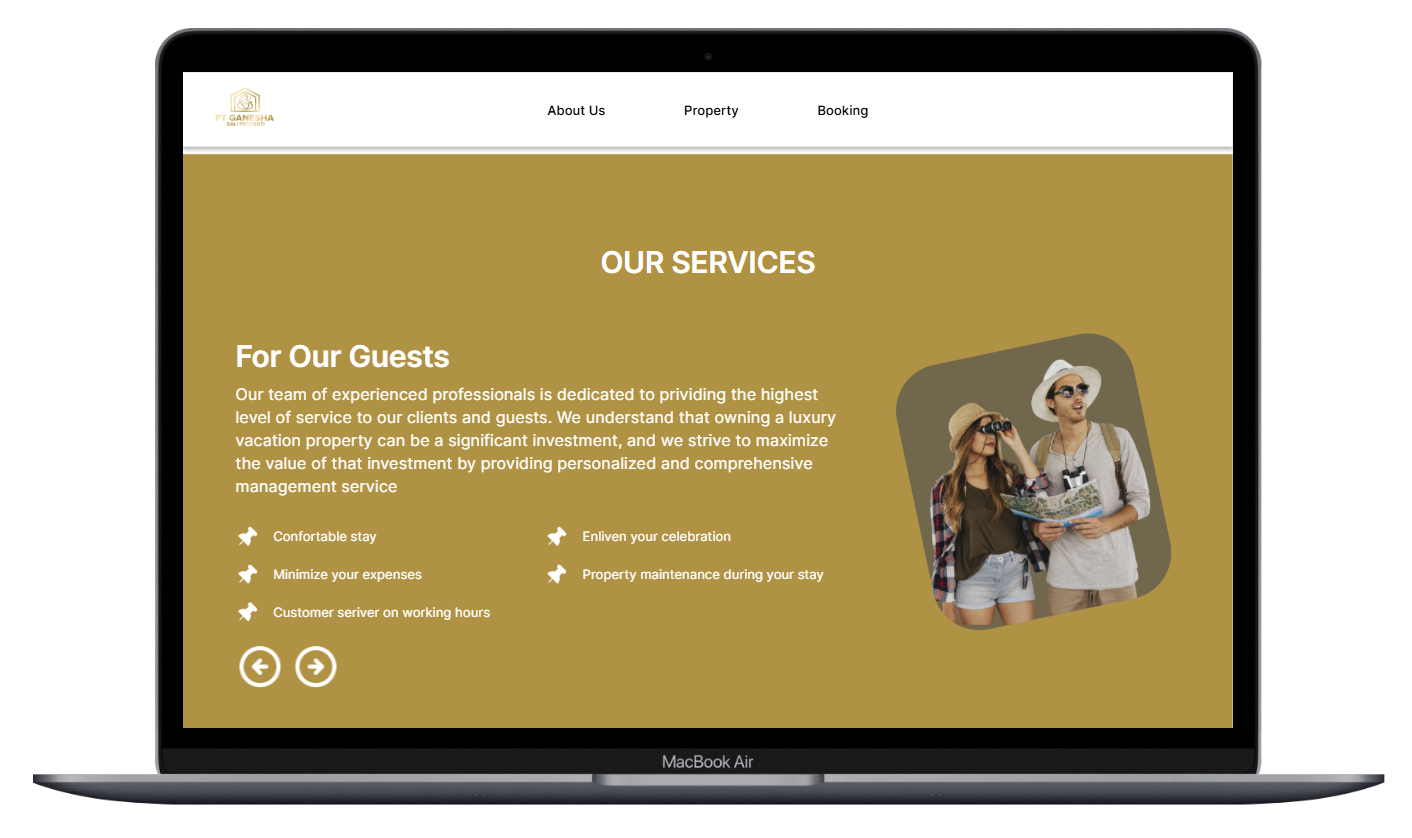 PT GANESHA
BALI PROPERTI
About Us
Property
Booking
OUR SERVICES
For Our Guests
Our team of experienced professionals is dedicated to prividing the highest
level of service to our clients and guests. We understand that owning a luxury
vacation property can be a significant investment, and we strive to maximize
the value of that investment by providing personalized and comprehensive
management service
Confortable stay
Enliven your celebration
Minimize your expenses
Property maintenance during your stay
Customer seriver on working hours
MacBook Air